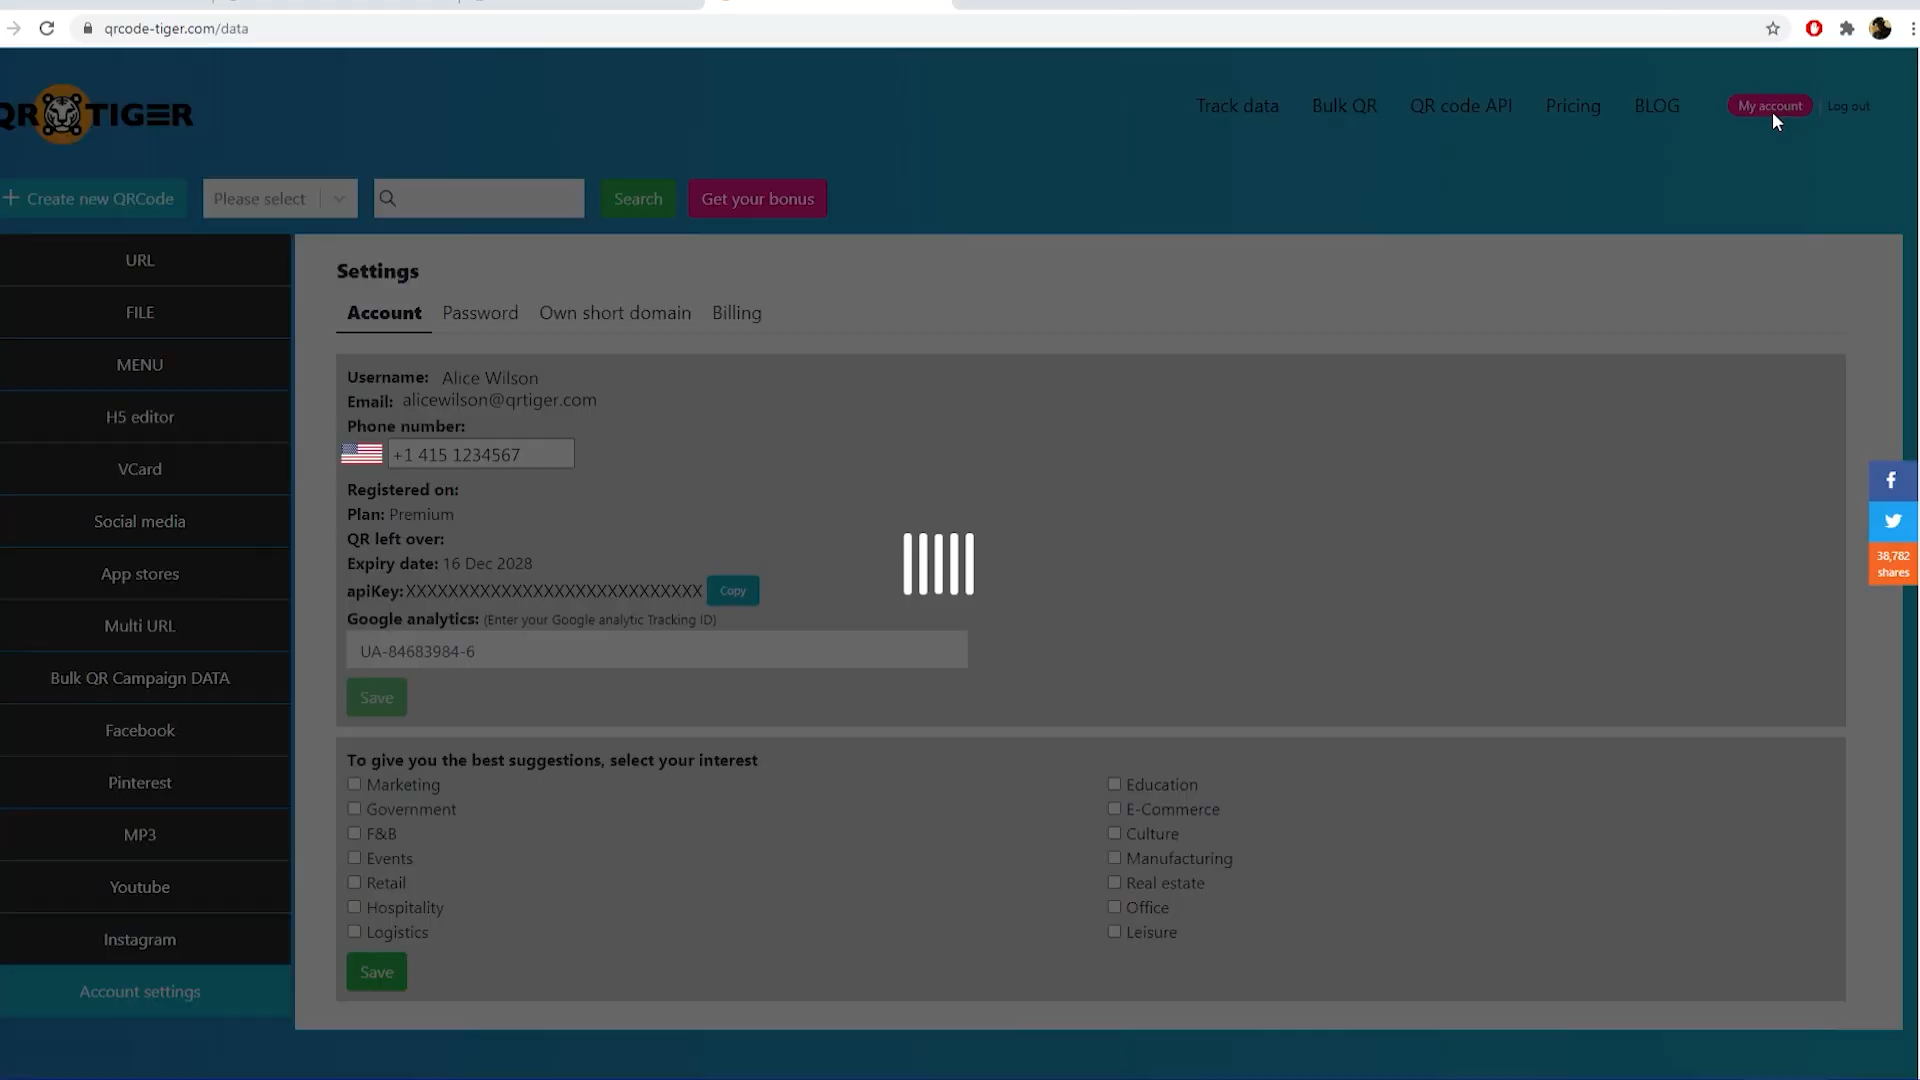 qrcode-tiger.com/data
QR TIGER
Track data
Bulk QR
QR code API
Pricing
BLOG
My account
Log out
+ Create new QRCode
Please select
Search
Get your bonus
URL
FILE
MENU
H5 editor
VCard
Social media
App stores
Multi URL
Bulk QR Campaign DATA
Facebook
Pinterest
MP3
Youtube
Instagram
Account settings
Settings
Account
Password
Own short domain
Billing
Username: Alice Wilson
Email: alicewilson@qrtiger.com
Phone number:
+1 415 1234567
Registered on:
Plan: Premium
QR left over:
Expiry date: 16 Dec 2028
apiKey:XXXXXXXXXXXXXXXXXXXXXXXXXXXX Copy
Google analytics: (Enter your Google analytic Tracking ID)
UA-84683984-6
Save
To give you the best suggestions, select your interest
Marketing
Government
F&B
Events
Retail
Hospitality
Logistics
Education
E-Commerce
Culture
Manufacturing
Real estate
Office
Leisure
Save
38,782
shares